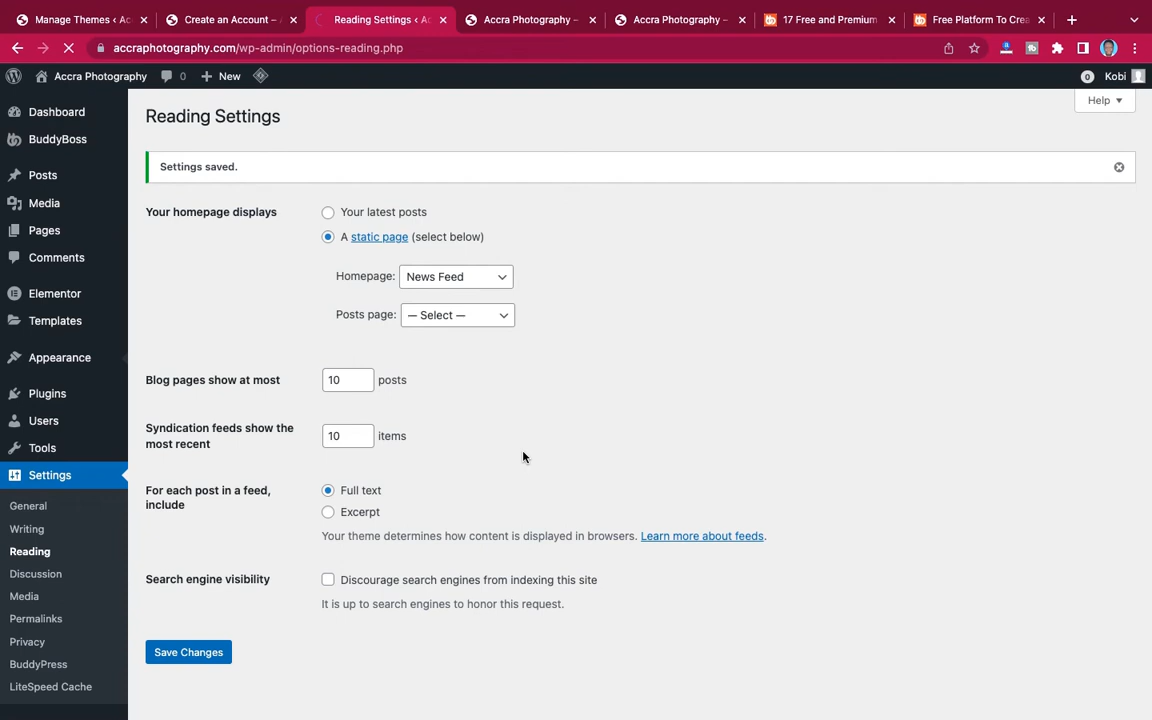 Manage Themes ‹ Ac
Create an Account –
Reading Settings ‹ Ac
Accra Photography –
Accra Photography –
17 Free and Premium
Free Platform To Crea
accraphotography.com/wp-admin/options-reading.php
Accra Photography
0
New
0
Kobi
Dashboard
BuddyBoss
Posts
Media
Pages
Comments
Elementor
Templates
Appearance
Plugins
Users
Tools
Settings
General
Writing
Reading
Discussion
Media
Permalinks
Privacy
BuddyPress
LiteSpeed Cache
Help
Reading Settings
Settings saved.
Your homepage displays
Your latest posts
A static page (select below)
Homepage: News Feed
Posts page: — Select —
Blog pages show at most 10 posts
Syndication feeds show the
most recent
10 items
For each post in a feed,
include
Full text
Excerpt
Your theme determines how content is displayed in browsers. Learn more about feeds.
Search engine visibility
Discourage search engines from indexing this site
It is up to search engines to honor this request.
Save Changes